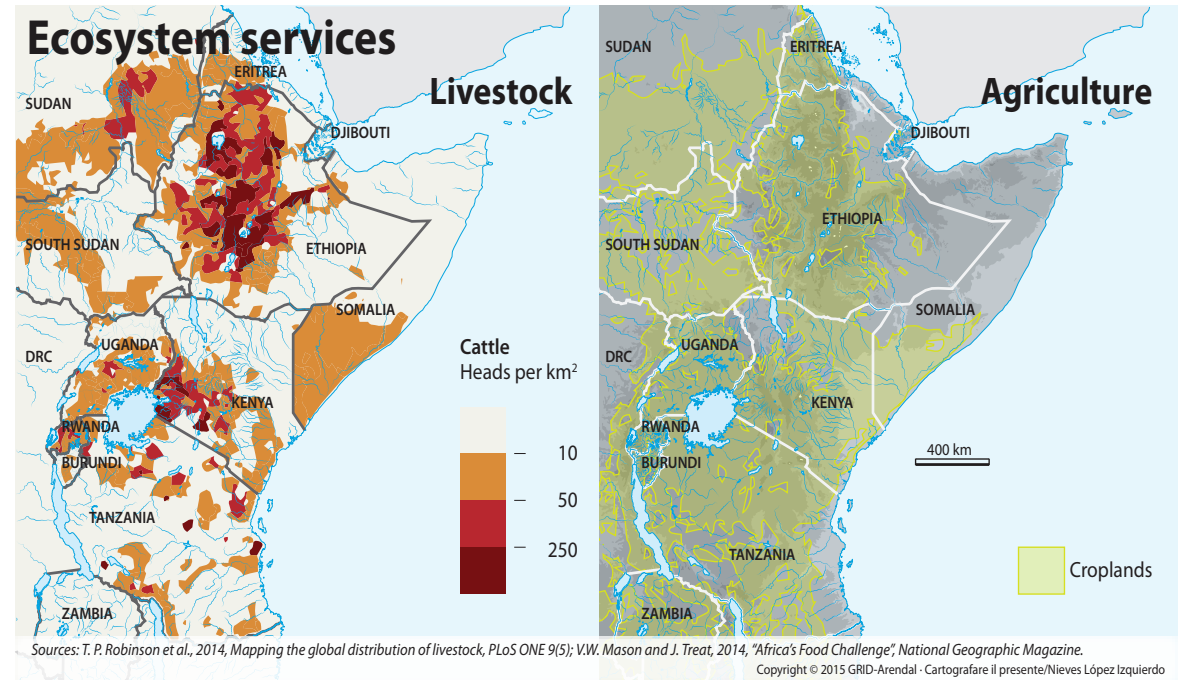 Ecosystem services
Livestock
SUDAN
ERITREA
DJIBOUTI
SOUTH SUDAN
ETHIOPIA
SOMALIA
UGANDA
DRC
KENYA
RWANDA
BURUNDI
TANZANIA
ZAMBIA
Cattle
Heads per km²
10
50
250
Agriculture
SUDAN
ERITREA
DJIBOUTI
ETHIOPIA
SOUTH SUDAN
SOMALIA
UGANDA
DRC
KENYA
RWANDA
BURUNDI
TANZANIA
ZAMBIA
400 km
Croplands
Sources: T. P. Robinson et al., 2014, Mapping the global distribution of livestock, PLoS ONE 9(5); V.W. Mason and J. Treat, 2014, “Africa’s Food Challenge”, National Geographic Magazine.
Copyright © 2015 GRID-Arendal · Cartografare il presente/Nieves López Izquierdo